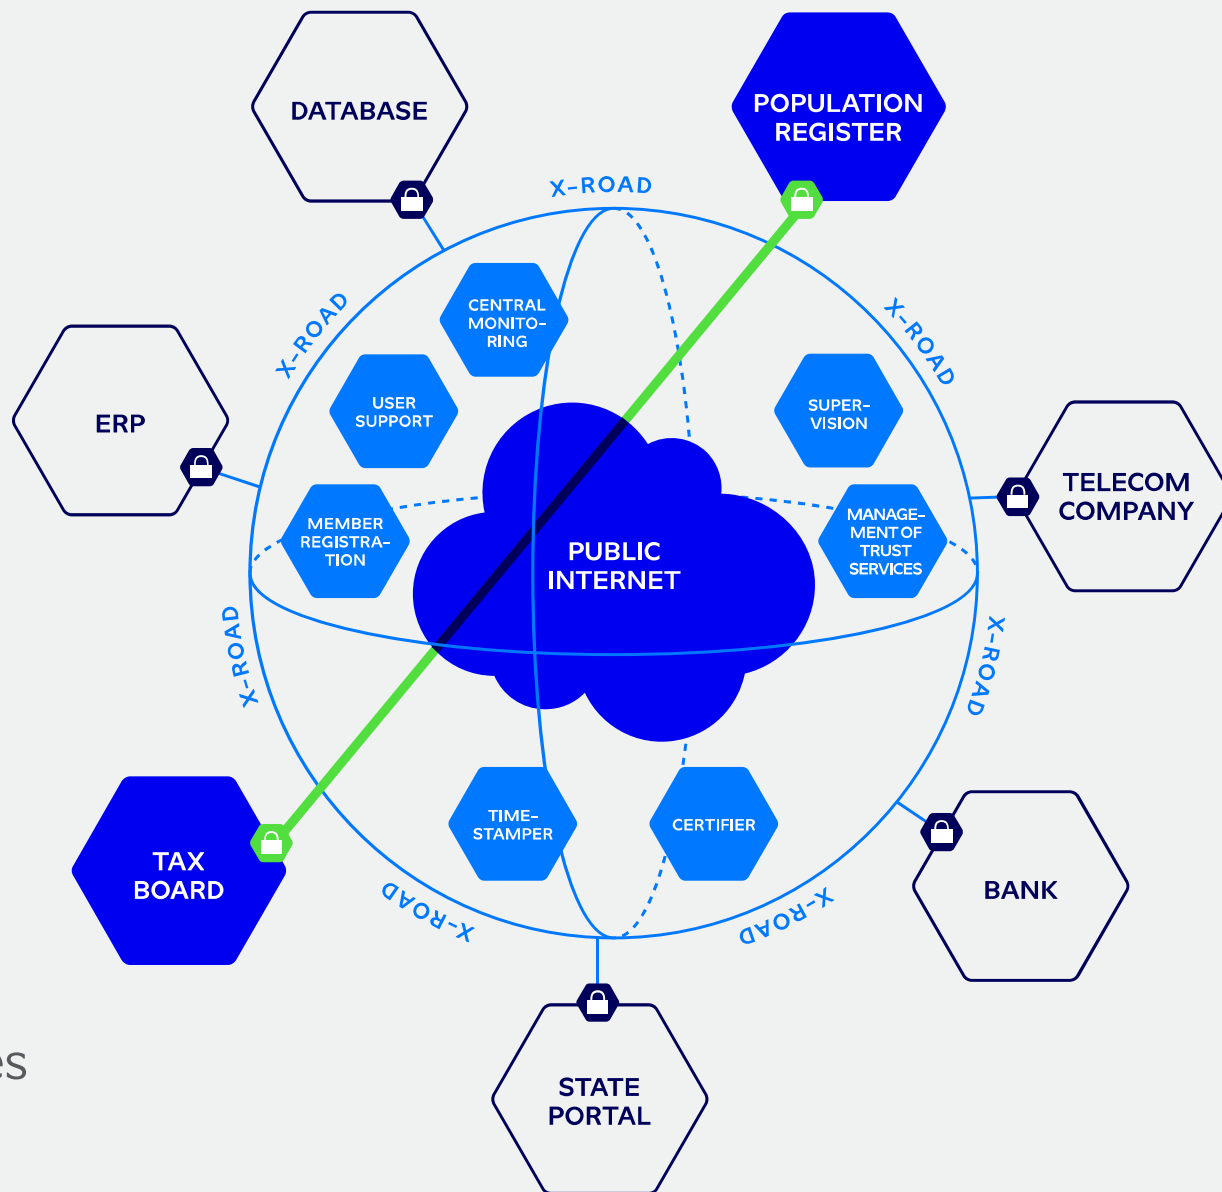 DATABASE
POPULATION
REGISTER
X-ROAD
X-ROAD
X-ROAD
CENTRAL
MONITO-
RING
USER
SUPPORT
SUPER-
VISION
ERP
TELECOM
COMPANY
MEMBER
REGISTRA-
TION
MANAGE-
MENT OF
TRUST
SERVICES
PUBLIC
INTERNET
X-ROAD
X-ROAD
TIME-
STAMPER
CERTIFIER
TAX
BOARD
BANK
X-ROAD
X-ROAD
es
STATE
PORTAL